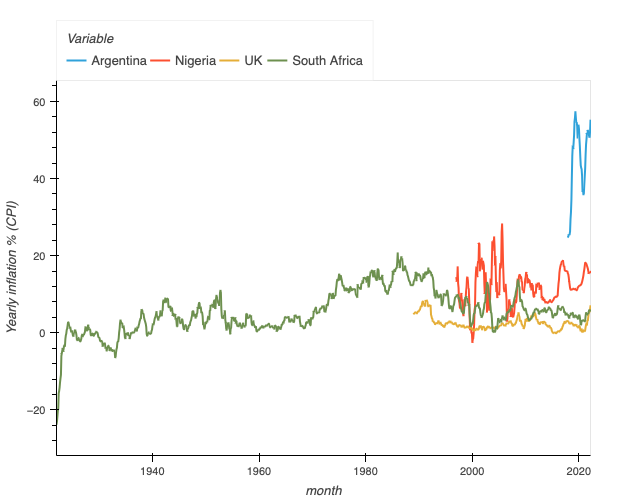 Variable
Argentina Nigeria UK South Africa
Yearly inflation % (CPI)
60
40
20
0
−20
1940 1960 1980 2000 2020
month